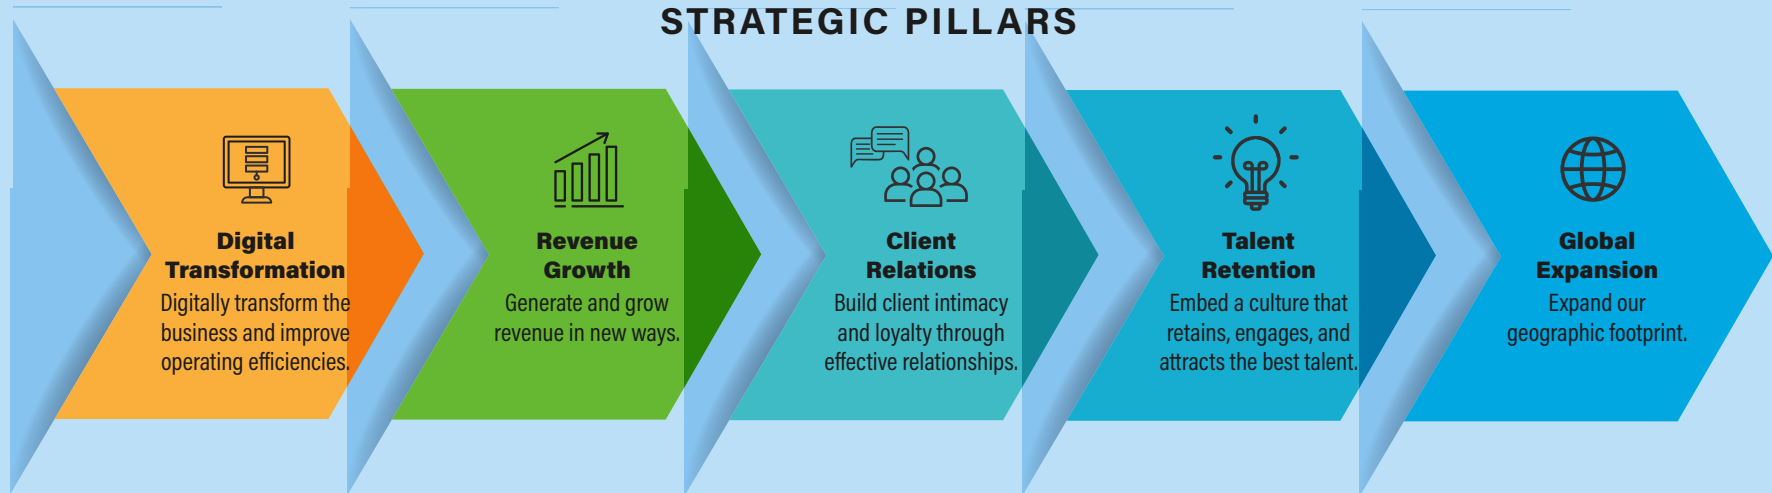 STRATEGIC PILLARS
Digital
Transformation
Digitally transform the
business and improve
operating efficiencies.
Revenue
Growth
Generate and grow
revenue in new ways.
Client
Relations
Build client intimacy
and loyalty through
effective relationships.
Talent
Retention
Embed a culture that
retains, engages, and
attracts the best talent.
Global
Expansion
Expand our
geographic footprint.